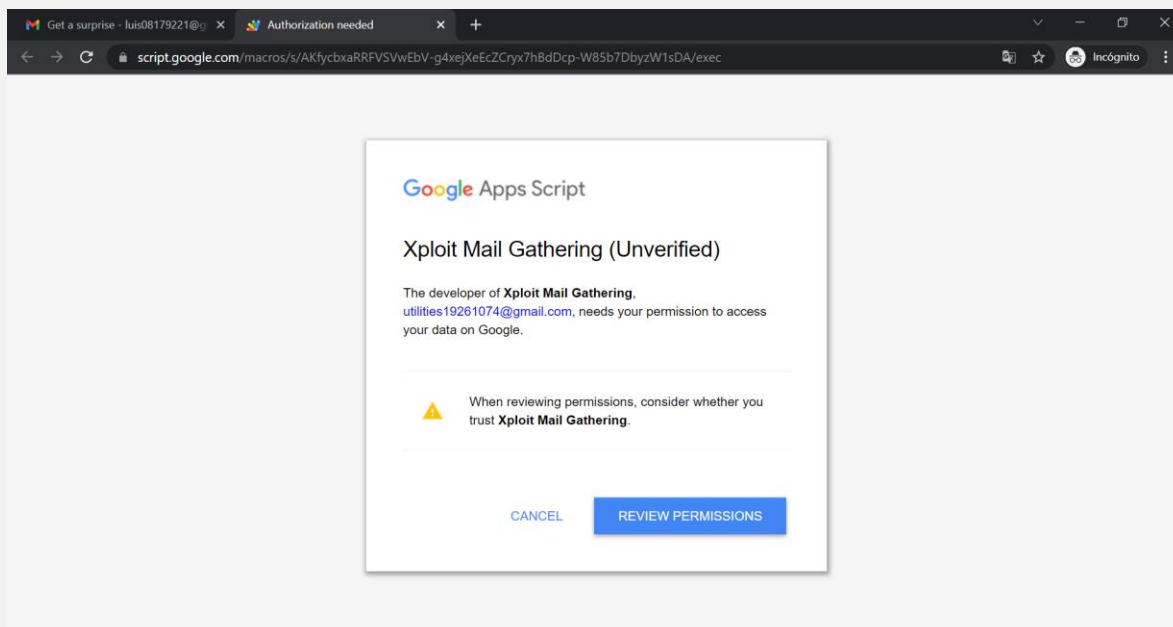 Get a surprise - luis08179221@g
Authorization needed
script.google.com/macros/s/AKfycbxaRRFVSVwEbV-g4xejXeEcZCryx7hBdDcp-W85b7DbyzW1sDA/exec
Incógnito
Google Apps Script
Xploit Mail Gathering (Unverified)
The developer of Xploit Mail Gathering,
utilities19261074@gmail.com, needs your permission to access
your data on Google.
When reviewing permissions, consider whether you
trust Xploit Mail Gathering.
CANCEL
REVIEW PERMISSIONS